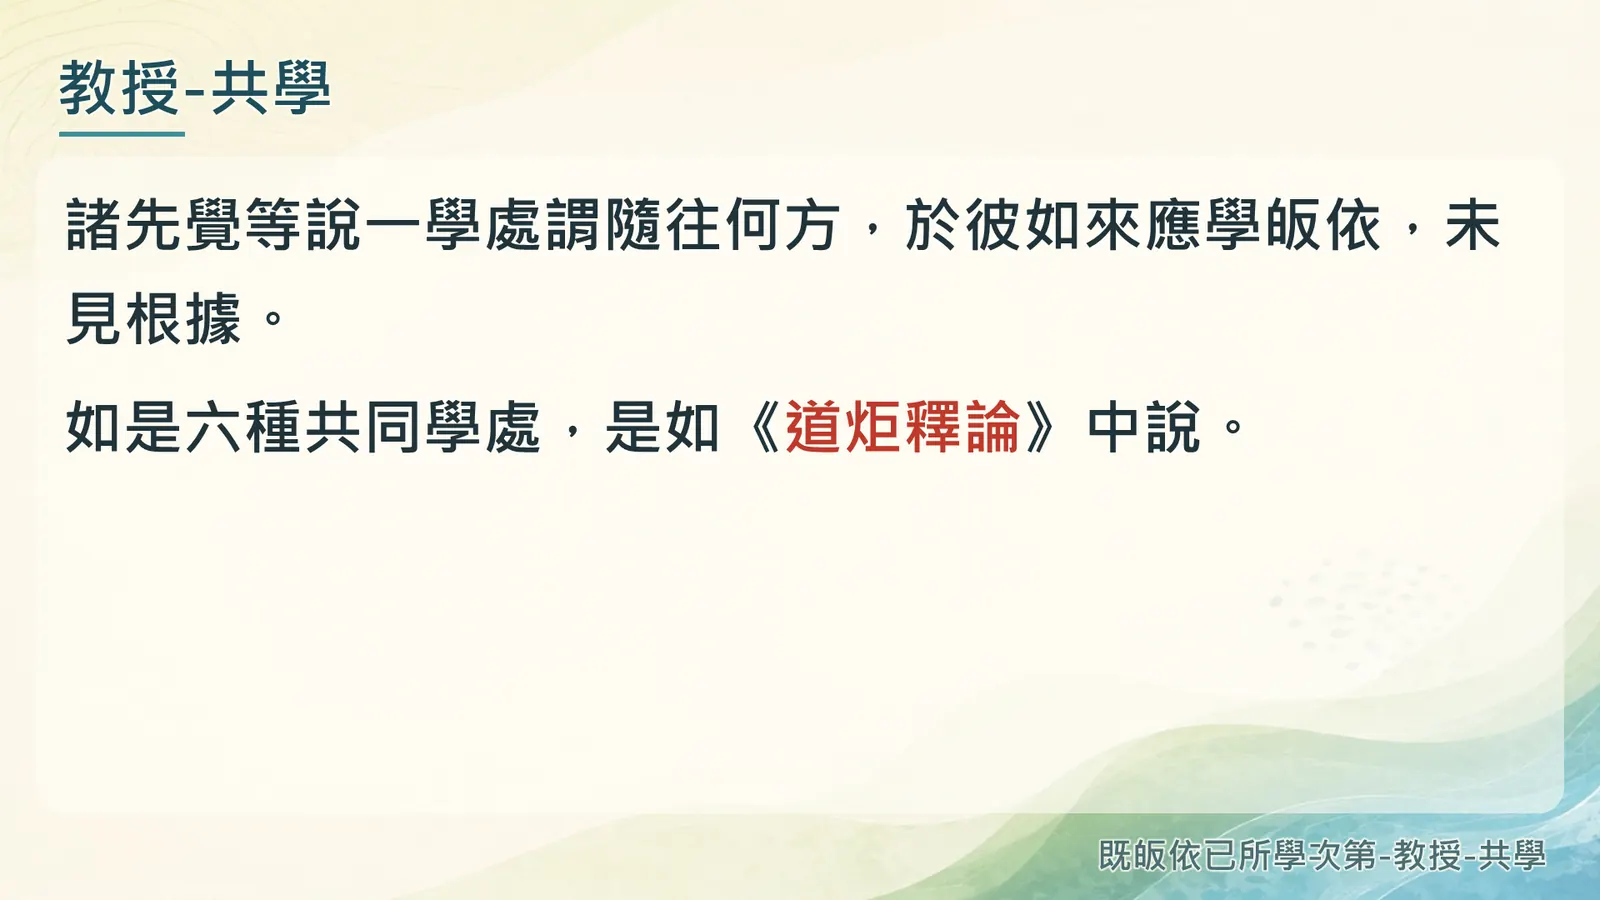 教授-共學
諸先覺等說一學處謂隨往何方，於彼如來應學皈依，未
見根據。
如是六種共同學處，是如《道炬釋論》中說。
既皈依已所學次第-教授-共學